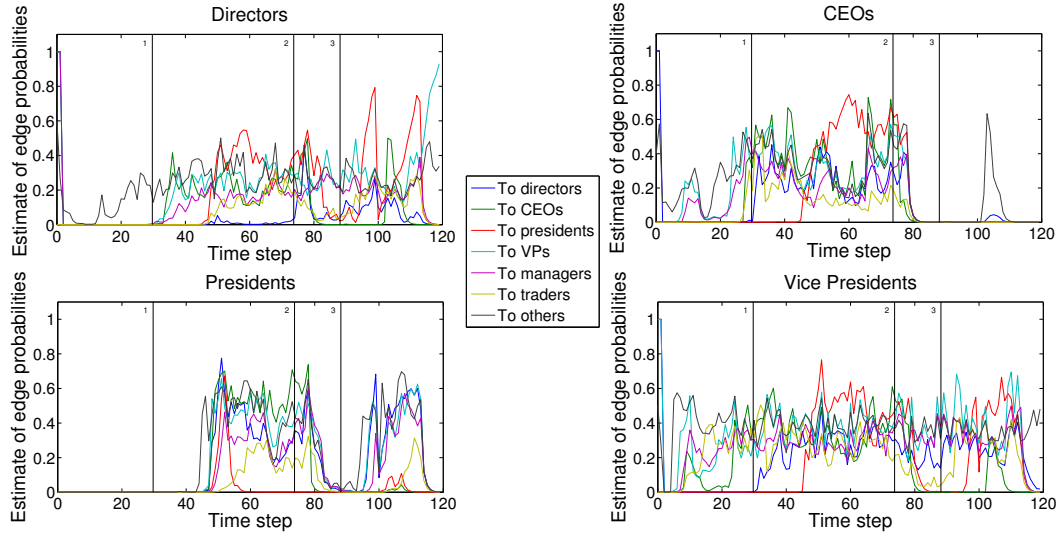 Directors
Estimate of edge probabilities
1
0.8
0.6
0.4
0.2
0
1
2
3
0 20 40 60 80 100 120
Time step
CEOs
Estimate of edge probabilities
1
0.8
0.6
0.4
0.2
0
1
2
3
0 20 40 60 80 100 120
Time step
To directors
To CEOs
To presidents
To VPs
To managers
To traders
To others
Presidents
Estimate of edge probabilities
1
0.8
0.6
0.4
0.2
0
1
2
3
0 20 40 60 80 100 120
Time step
Vice Presidents
Estimate of edge probabilities
1
0.8
0.6
0.4
0.2
0
1
2
3
0 20 40 60 80 100 120
Time step